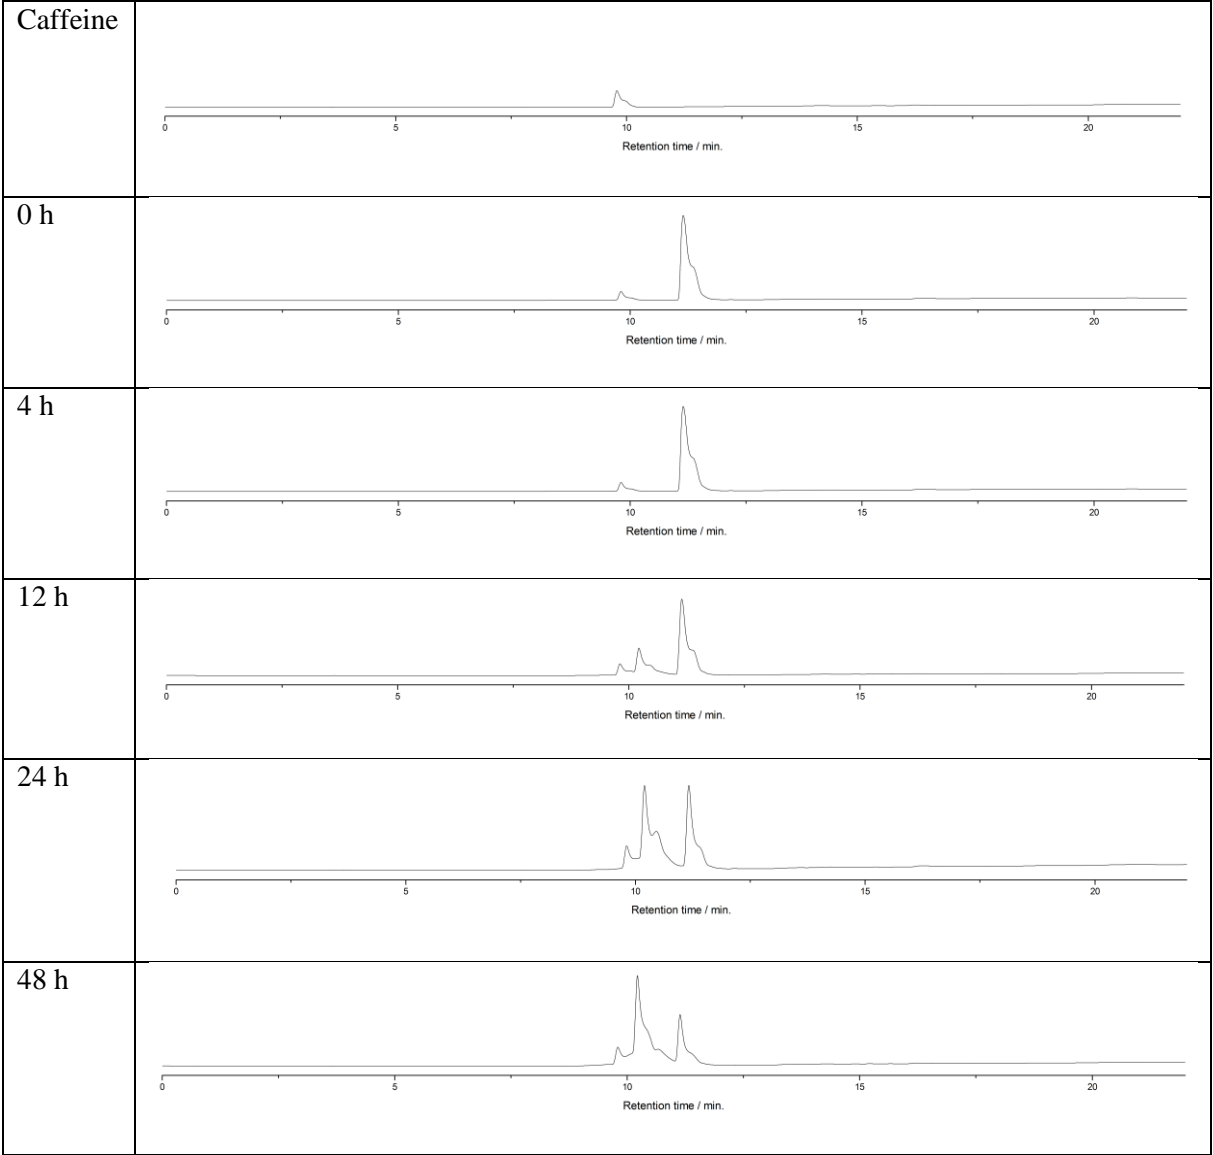 Caffeine
0 5 10 15 20
Retention time / min.
0 h
0 5 10 15 20
Retention time / min.
4 h
0 5 10 15 20
Retention time / min.
12 h
0 5 10 15 20
Retention time / min.
24 h
0 5 10 15 20
Retention time / min.
48 h
0 5 10 15 20
Retention time / min.